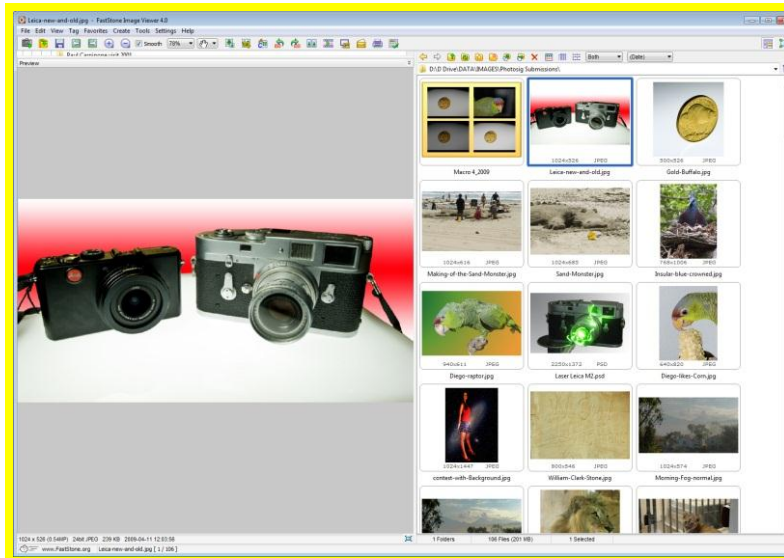 Leica-new-and-old.jpg - FastStone Image Viewer 4.0
File Edit View Tag Favorites Create Tools Settings Help
Smooth 78%
Both (Date)
Preview
D:\D Drive\DATA\IMAGES\Photosig Submissions\
1024x526 JPEG
500x528 JPEG
Macro 4_2009 Leica-new-and-old.jpg Gold-Buffalo.jpg
1024x616 JPEG 1024x685 JPEG 768x1006 JPEG
Making-of-the-Sand-Monster.jpg Sand-Monster.jpg Insular-blue-crowned.jpg
940x611 JPEG 2250x1372 PSD 640x820 JPEG
Diego-raptor.jpg Laser Leica M2.psd Diego-likes-Corn.jpg
1024x1447 JPEG 900x546 JPEG 1024x574 JPEG
contest-with-Background.jpg William-Clark-Stone.jpg Morning-Fog-normal.jpg
1024 x 526 (0.54MP) 24bit JPEG 239 KB 2009-04-11 12:03:56
1 Folders 106 Files (201 MB) 1 Selected
www.FastStone.org Leica-new-and-old.jpg [ 1 / 106 ]